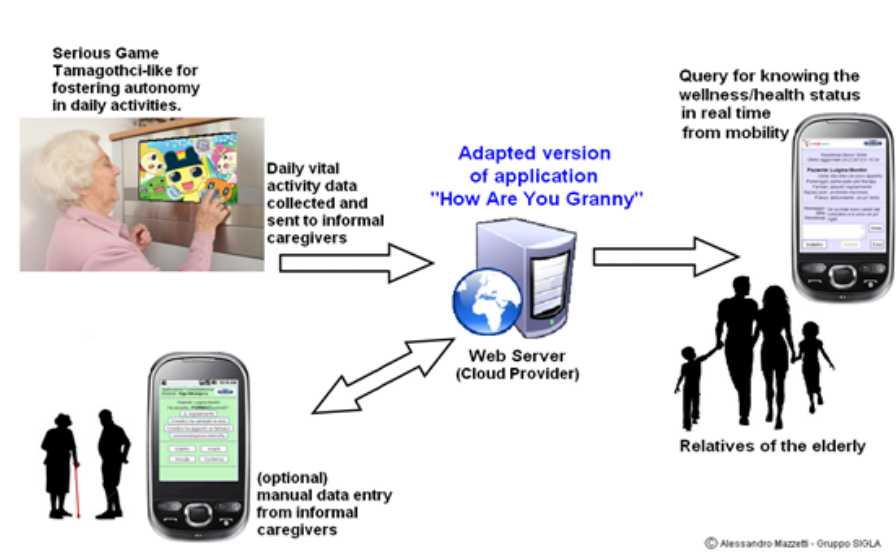 Serious Game
Tamagothci-like for
fostering autonomy
in daily activities.
Daily vital
activity data
collected and
sent to informal
caregivers
Adapted version
of application
"How Are You Granny"
Web Server
(Cloud Provider)
Query for knowing the
wellness/health status
in real time
from mobility
Relatives of the elderly
(optional)
manual data entry
from informal
caregivers
© Alessandro Mazzetti - Gruppo SIGLA